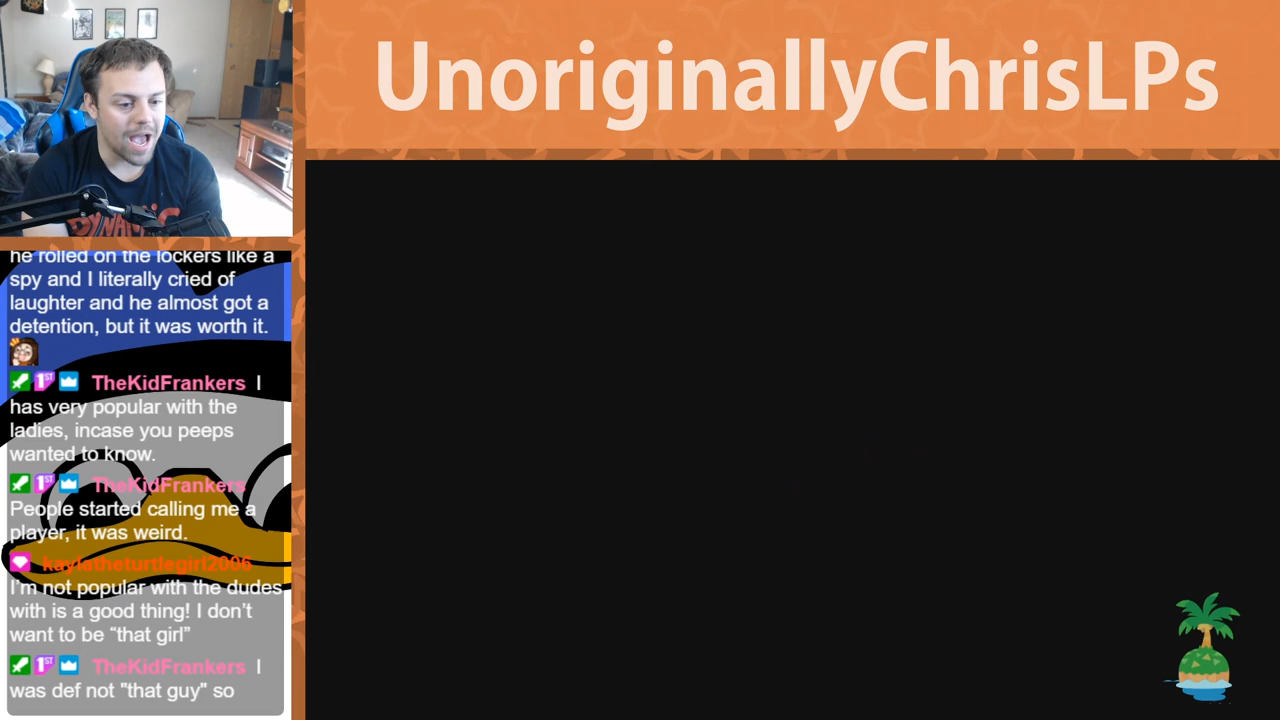 UnoriginallyChrisLPs
he rolled on the lockers like a
spy and I literally cried of
laughter and he almost got a
detention, but it was worth it.
1ST TheKidFrankers I
has very popular with the
ladies, incase you peeps
wanted to know.
1ST TheKidFrankers
People started calling me a
player, it was weird.
kaylatheturtlegirl2006
I'm not popular with the dudes
with is a good thing! I don't
want to be “that girl”
1ST TheKidFrankers I
was def not "that guy" so